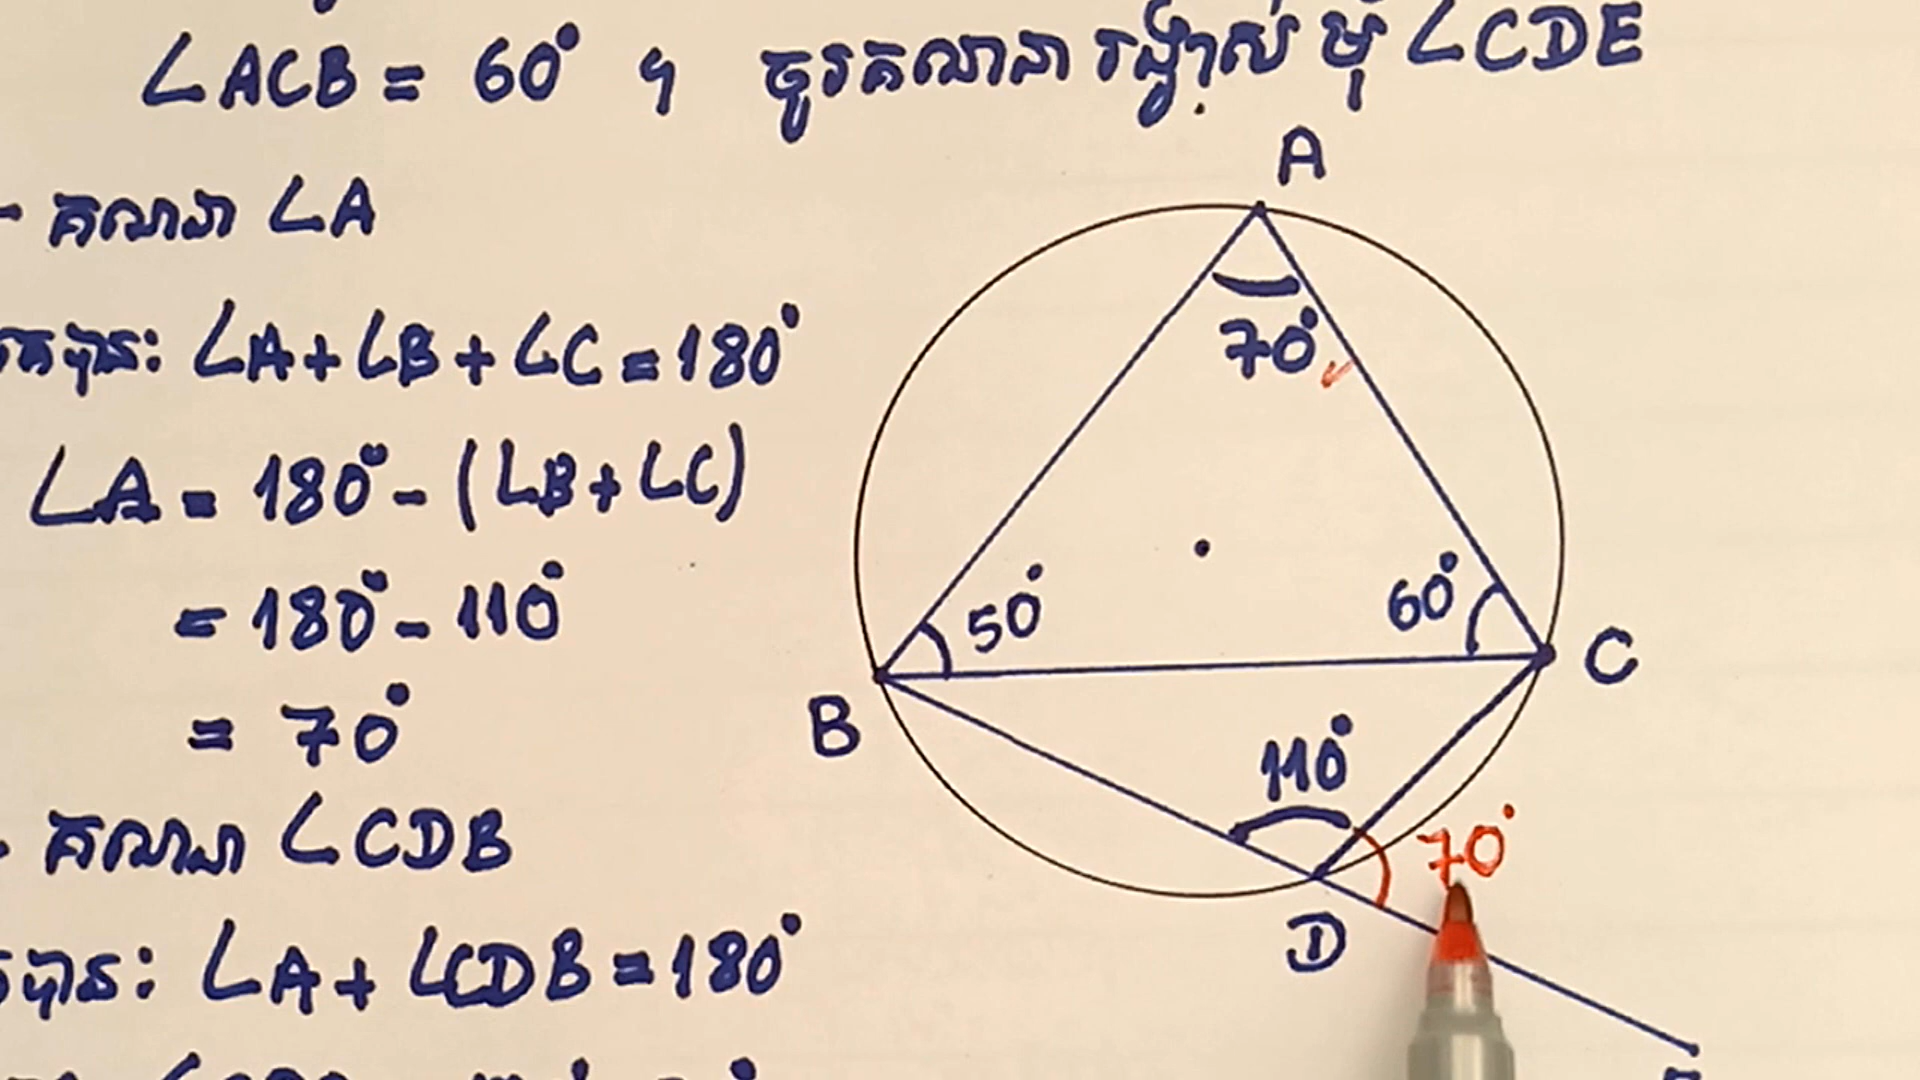 ∠ACB = 60° ។ ចូរគណនា រង្វាស់ មុំ ∠CDE
- គណនា ∠A
∠A + ∠B + ∠C = 180°
∠A = 180° - (∠B + ∠C)
= 180° - 110°
= 70°
- គណនា ∠CDB
∠A + ∠CDB = 180°
A
70°
50°
60°
B
C
110°
70°
D